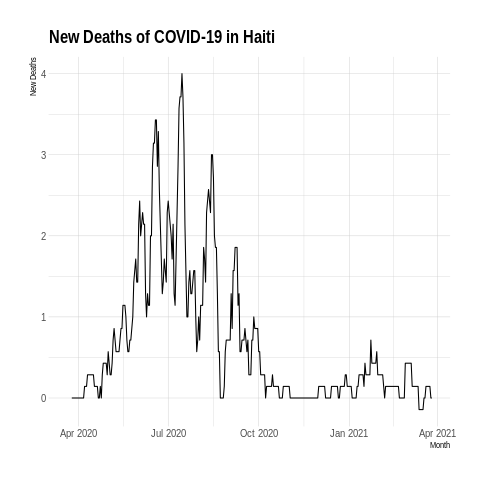 New Deaths of COVID-19 in Haiti
New Deaths
4
3
2
1
0
Apr 2020 Jul 2020 Oct 2020 Jan 2021 Apr 2021
Month